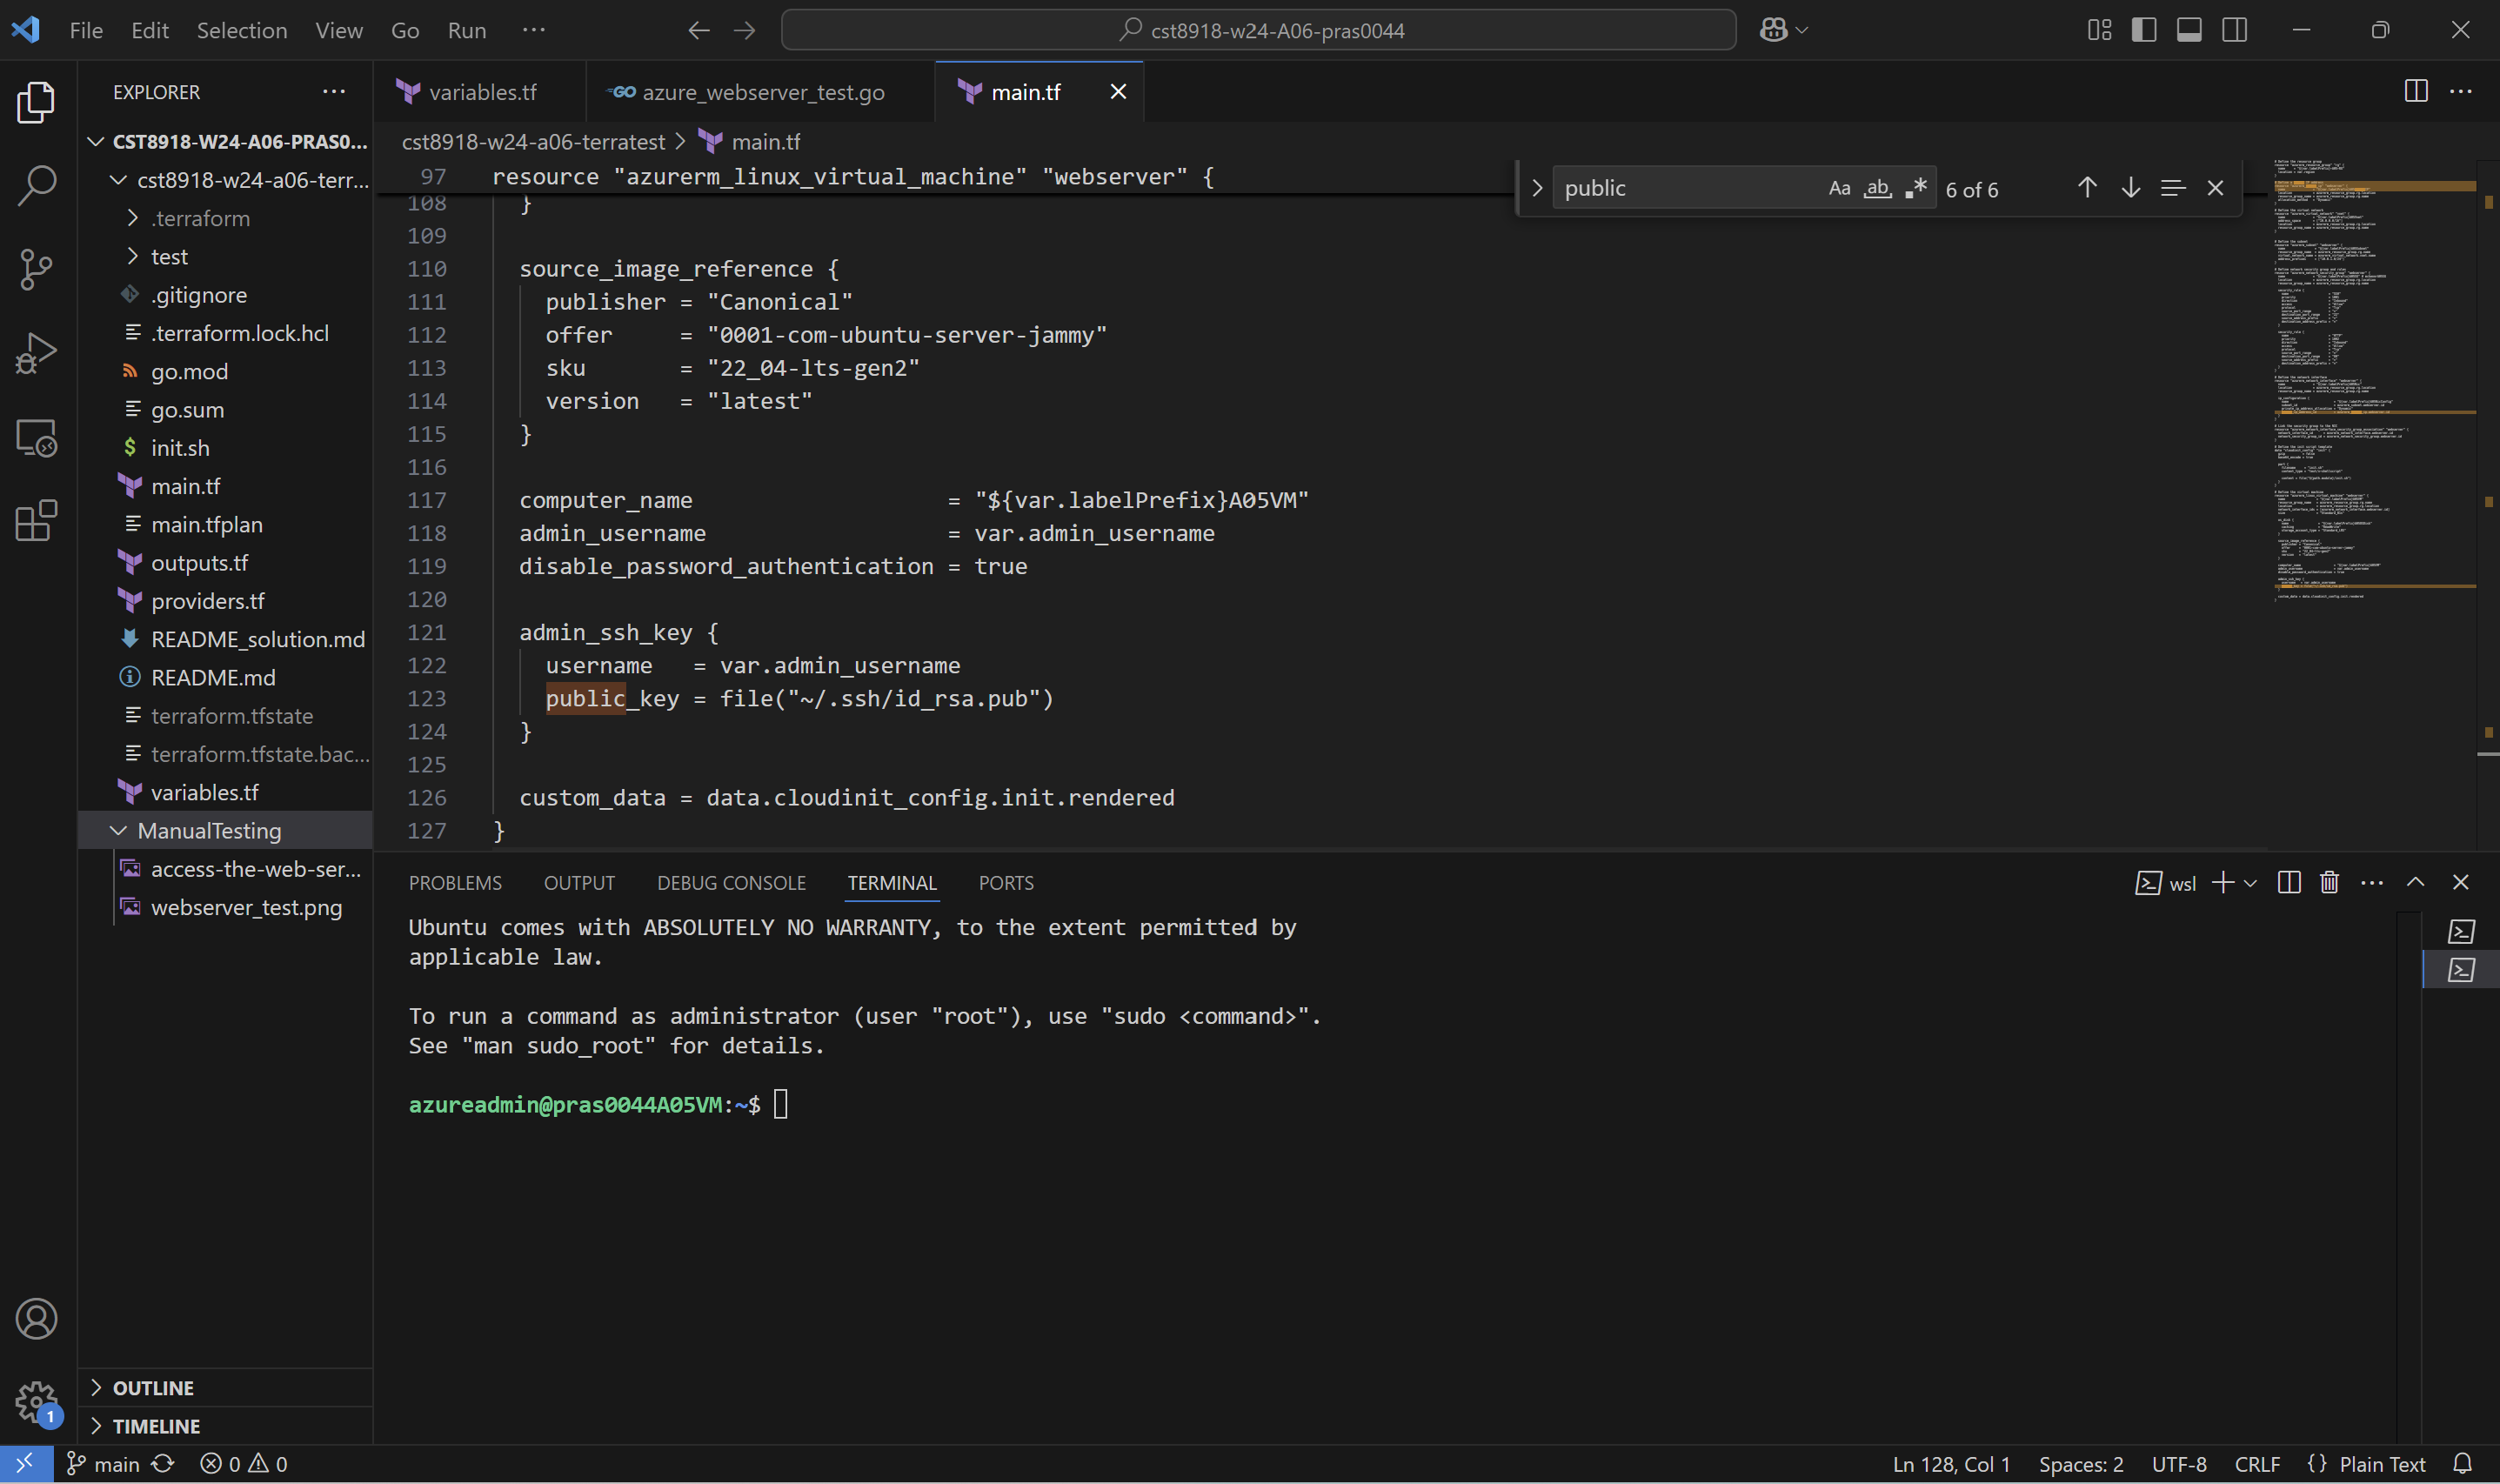 File Edit Selection View Go Run ···
cst8918-w24-A06-pras0044
EXPLORER
CST8918-W24-A06-PRAS0...
cst8918-w24-a06-terr...
.terraform
test
.gitignore
.terraform.lock.hcl
go.mod
go.sum
$ init.sh
main.tf
main.tfplan
outputs.tf
providers.tf
README_solution.md
README.md
terraform.tfstate
terraform.tfstate.bac...
variables.tf
ManualTesting
access-the-web-ser...
webserver_test.png
OUTLINE
TIMELINE
variables.tf
GO azure_webserver_test.go
main.tf
cst8918-w24-a06-terratest > main.tf
public Aa ab 6 of 6
97 resource "azurerm_linux_virtual_machine" "webserver" {
108 }
109
110 source_image_reference {
111 publisher = "Canonical"
112 offer = "0001-com-ubuntu-server-jammy"
113 sku = "22_04-lts-gen2"
114 version = "latest"
115 }
116
117 computer_name = "${var.labelPrefix}A05VM"
118 admin_username = var.admin_username
119 disable_password_authentication = true
120
121 admin_ssh_key {
122 username = var.admin_username
123 public_key = file("~/.ssh/id_rsa.pub")
124 }
125
126 custom_data = data.cloudinit_config.init.rendered
127 }
PROBLEMS OUTPUT DEBUG CONSOLE TERMINAL PORTS
wsl
Ubuntu comes with ABSOLUTELY NO WARRANTY, to the extent permitted by
applicable law.
To run a command as administrator (user "root"), use "sudo <command>".
See "man sudo_root" for details.
azureadmin@pras0044A05VM:~$
1
main 0 0
Ln 128, Col 1 Spaces: 2 UTF-8 CRLF {} Plain Text